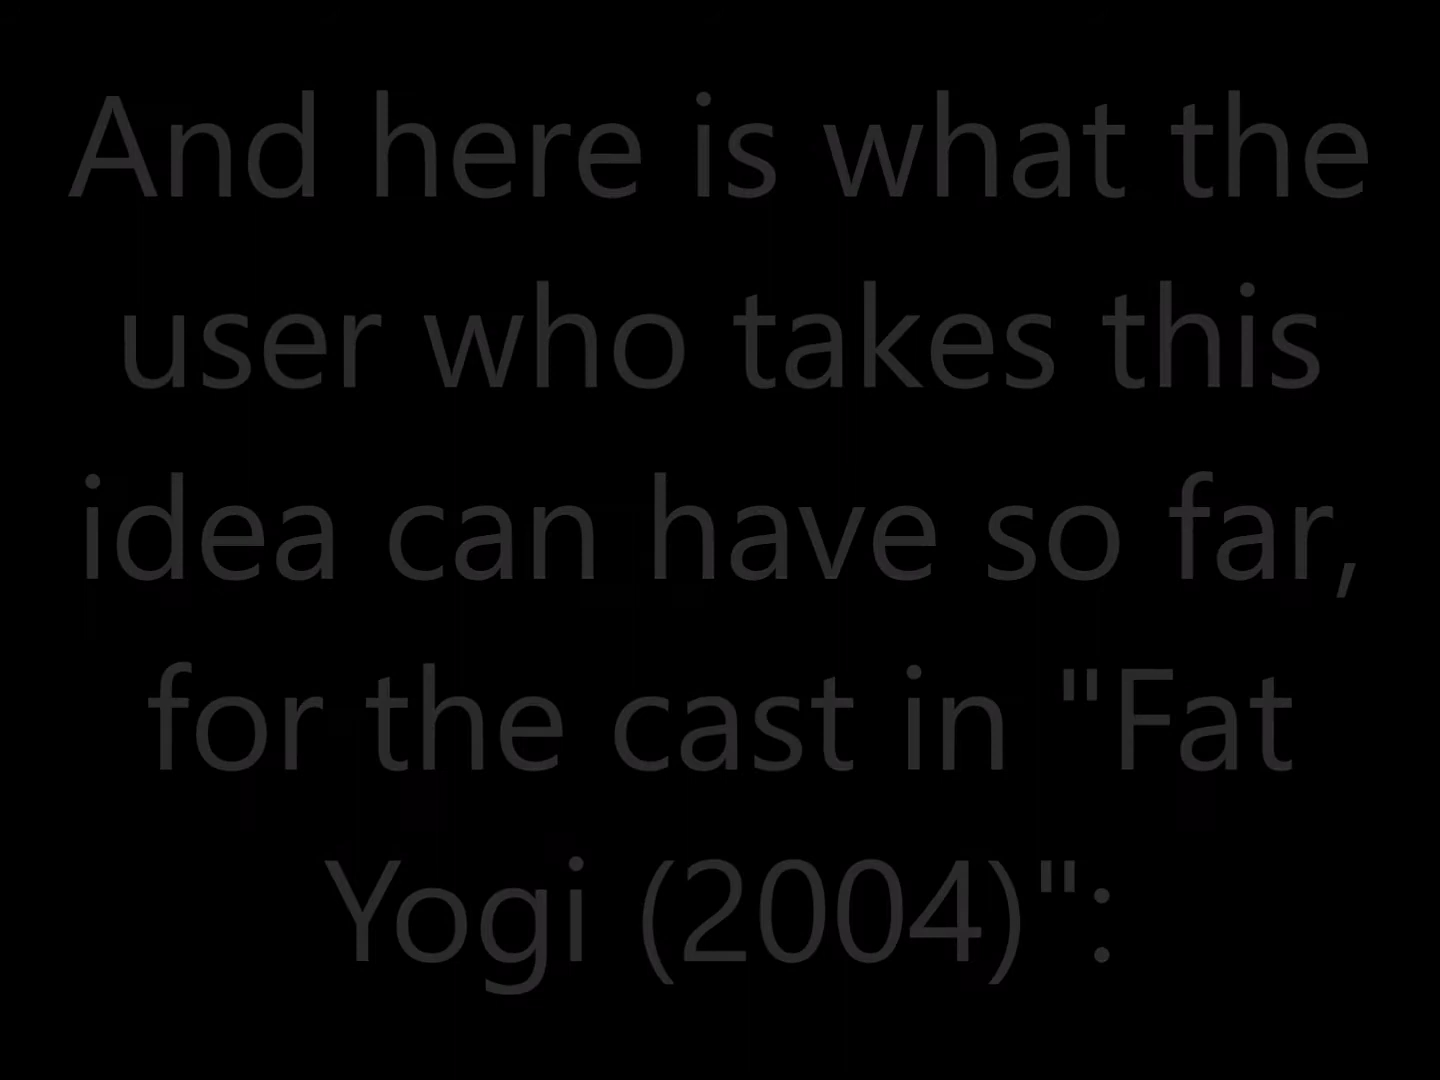 And here is what the
user who takes this
idea can have so far,
for the cast in "Fat
Yogi (2004)":